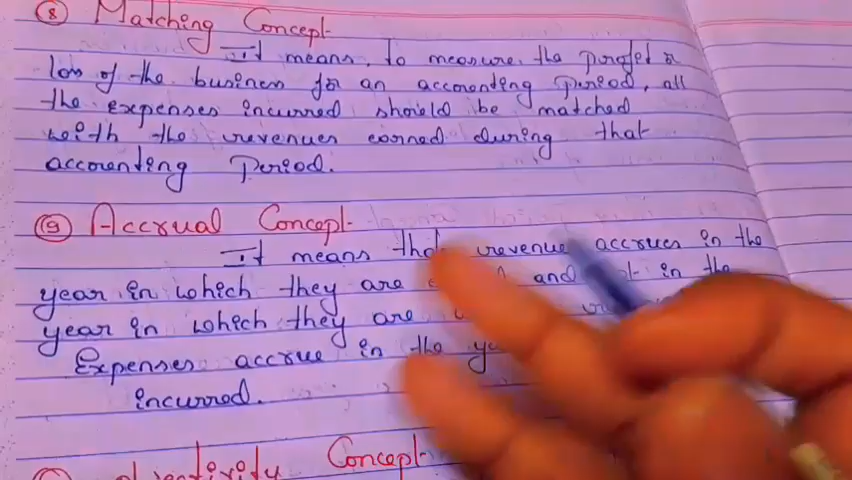 ⑧ Matching Concept
It means, to measure the profet or
loss of the business for an accounting period, all
the expenses incurred should be matched
with the revenues earned during that
accounting Period.
⑨ Accrual Concept
It means that revenue accrues in the
year in which they are and in the
year in which they are
Expenses accrue in the
incurred.
Concept